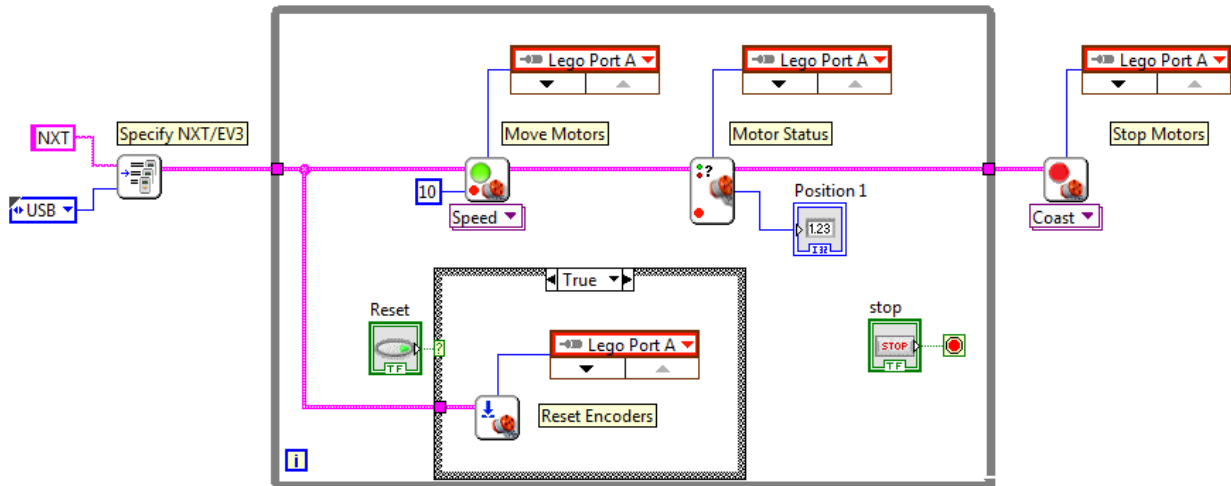 Lego Port A
Lego Port A
Lego Port A
NXT
Specify NXT/EV3
Move Motors
Motor Status
Stop Motors
?
10
Position 1
USB
Speed
1.23
I32
Coast
True
Reset
stop
TF
?
Lego Port A
STOP
TF
Reset Encoders
i